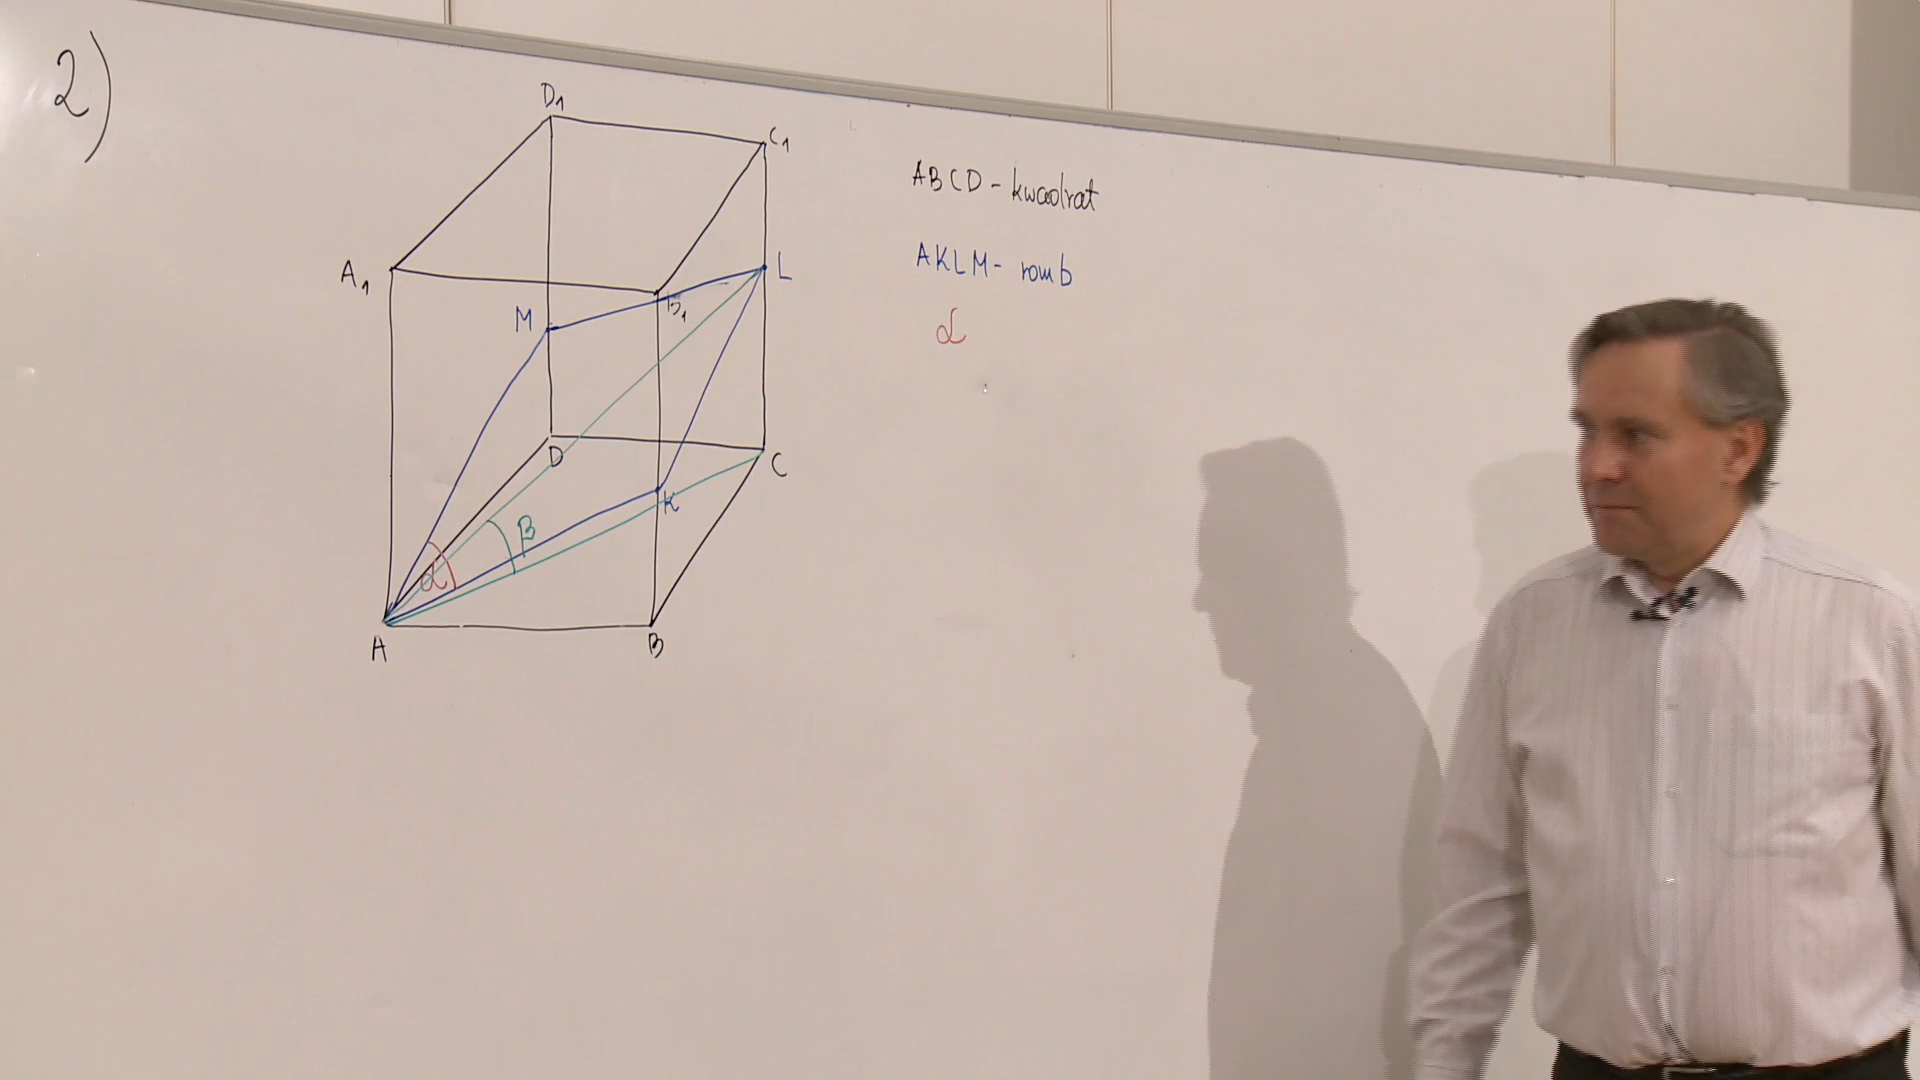 2)
D₁
C₁
A₁
B₁
M
L
D
C
K
β
α
A
B
ABCD - kwadrat
AKLM - romb
α